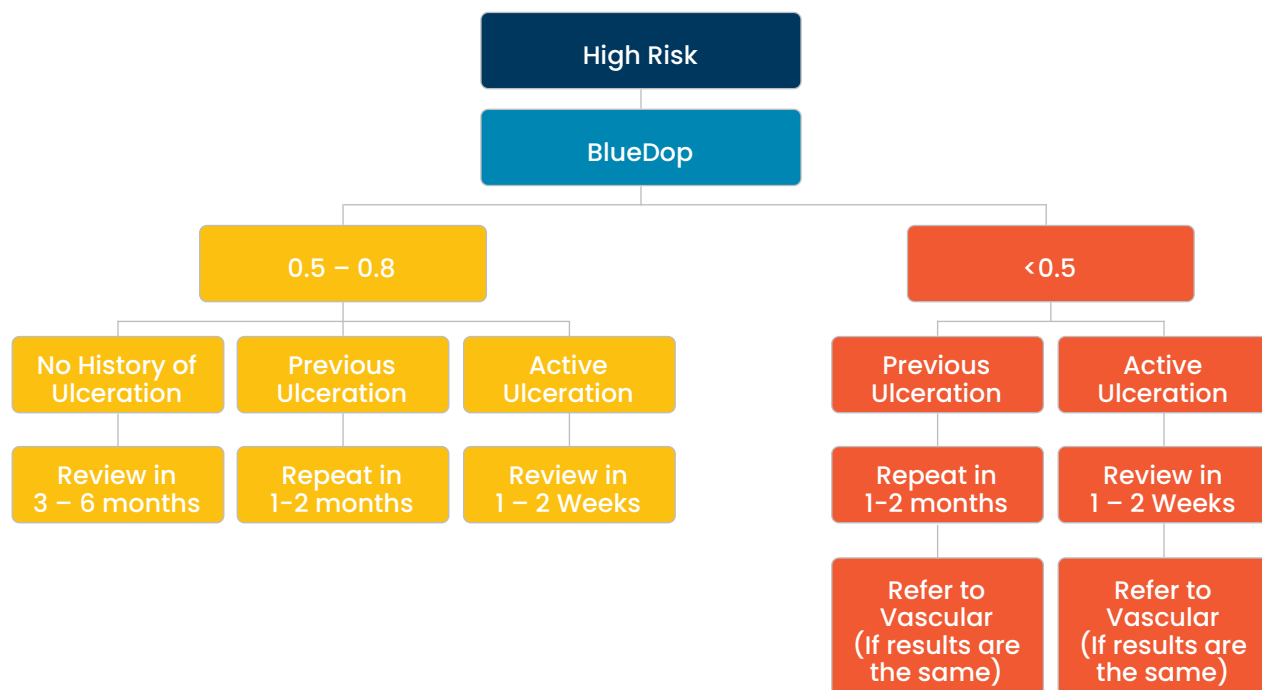 High Risk
BlueDop
0.5 – 0.8
<0.5
No History of
Ulceration
Previous
Ulceration
Active
Ulceration
Previous
Ulceration
Active
Ulceration
Review in
3 – 6 months
Repeat in
1-2 months
Review in
1 – 2 Weeks
Repeat in
1-2 months
Review in
1 – 2 Weeks
Refer to
Vascular
(If results are
the same)
Refer to
Vascular
(If results are
the same)